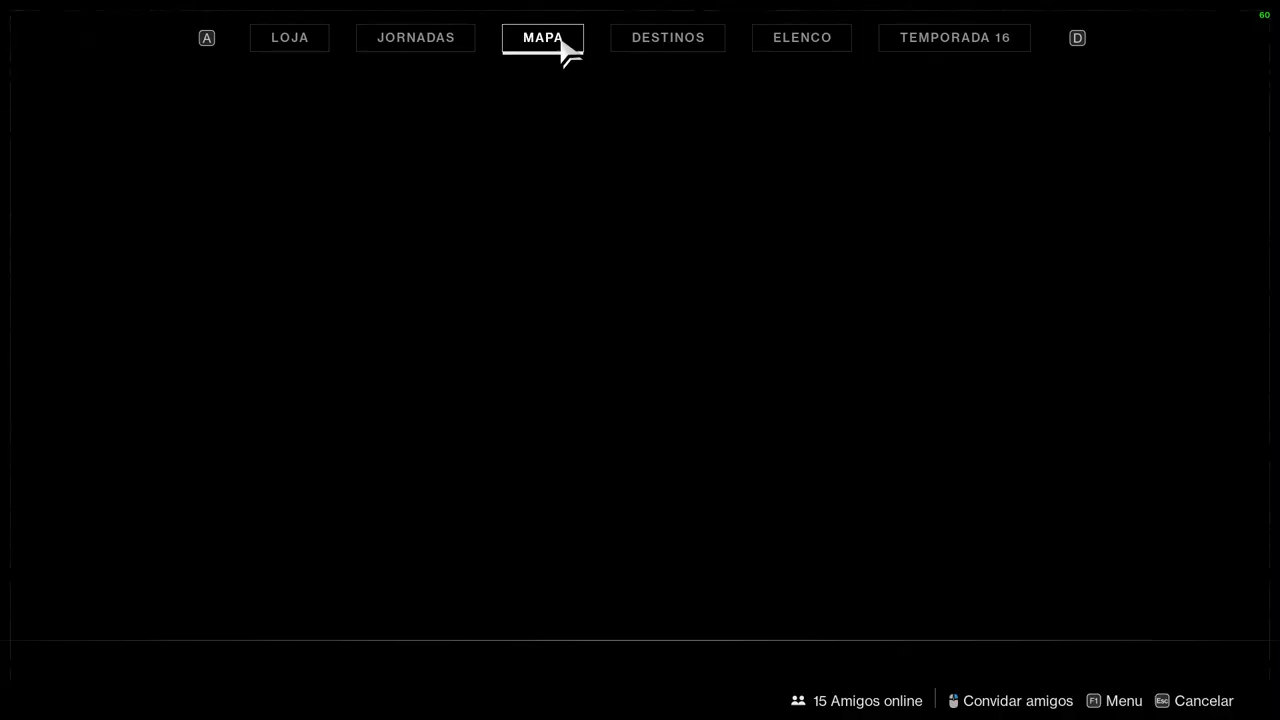 60
A LOJA JORNADAS MAPA DESTINOS ELENCO TEMPORADA 16 D
15 Amigos online Convidar amigos F1 Menu Esc Cancelar